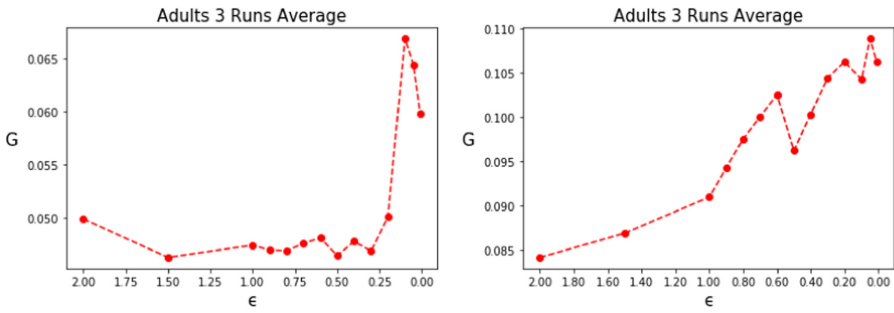 Adults 3 Runs Average
0.065
0.060
G
0.055
0.050
2.00 1.75 1.50 1.25 1.00 0.75 0.50 0.25 0.00
ϵ
Adults 3 Runs Average
0.110
0.105
0.100
G
0.095
0.090
0.085
2.00 1.80 1.60 1.40 1.20 1.00 0.80 0.60 0.40 0.20 0.00
ϵ